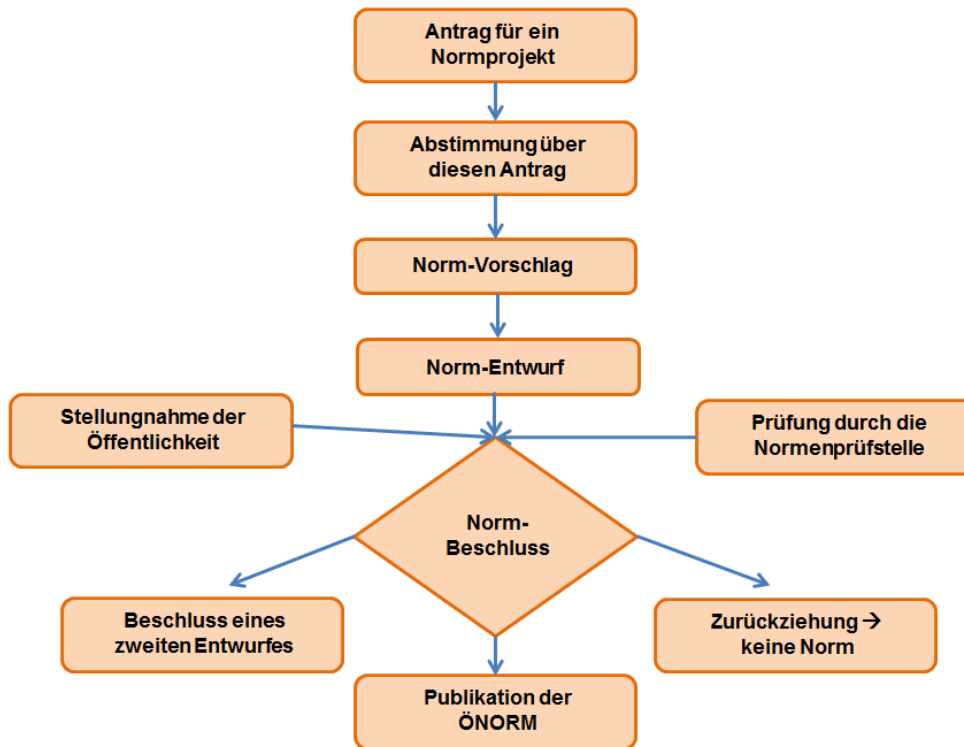 Antrag für ein
Normprojekt
Abstimmung über
diesen Antrag
Norm-Vorschlag
Norm-Entwurf
Stellungnahme der
Öffentlichkeit
Prüfung durch die
Normenprüfstelle
Norm-
Beschluss
Beschluss eines
zweiten Entwurfes
Zurückziehung →
keine Norm
Publikation der
ÖNORM